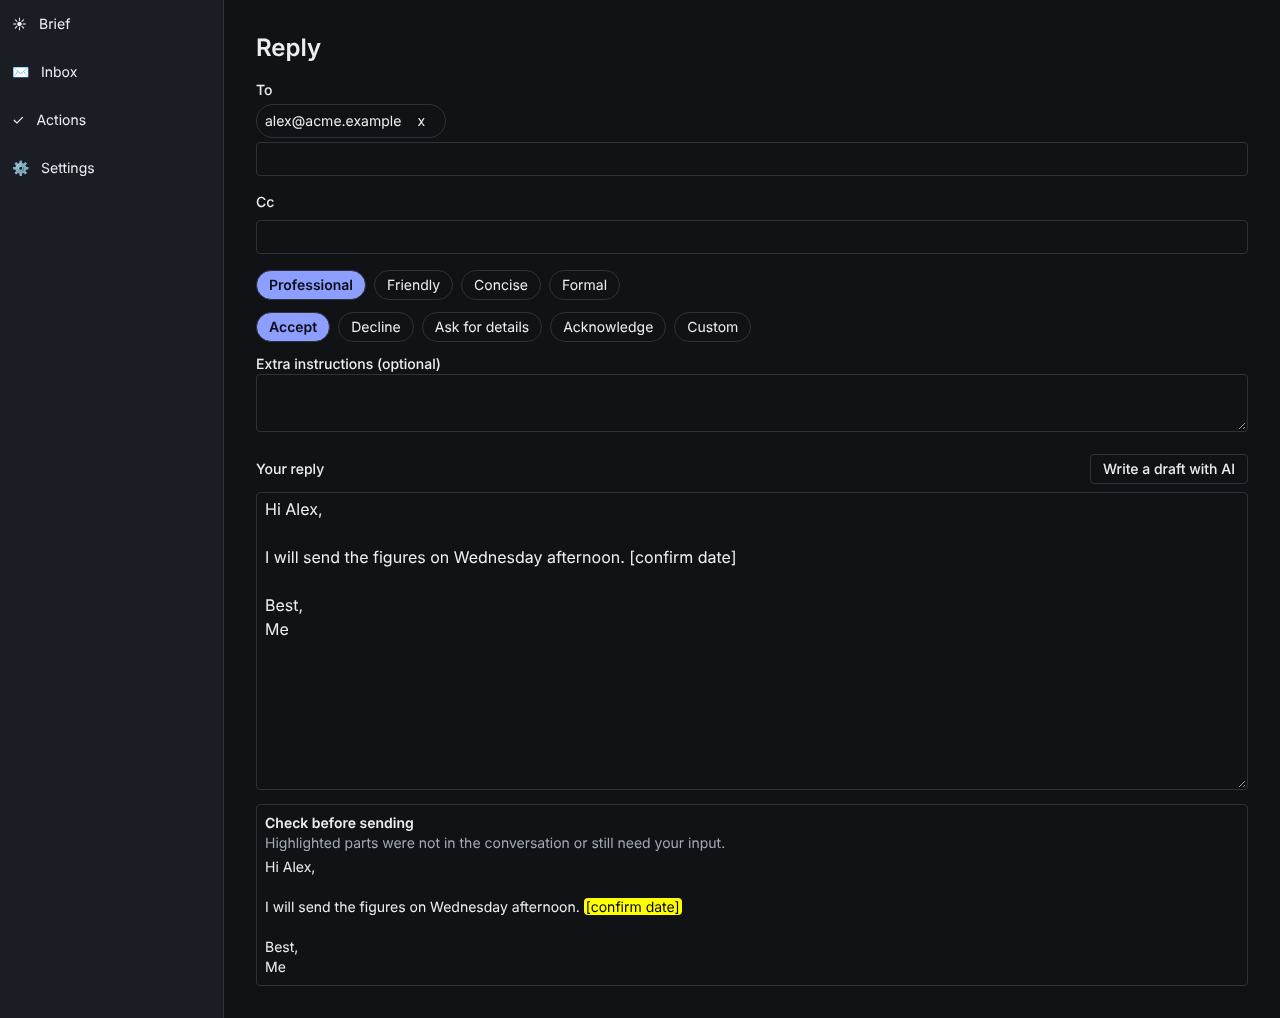 Brief
Inbox
Actions
Settings
Reply
To
alex@acme.example x
Cc
Professional Friendly Concise Formal
Accept Decline Ask for details Acknowledge Custom
Extra instructions (optional)
Your reply Write a draft with AI
Hi Alex,
I will send the figures on Wednesday afternoon. [confirm date]
Best,
Me
Check before sending
Highlighted parts were not in the conversation or still need your input.
Hi Alex,
I will send the figures on Wednesday afternoon. [confirm date]
Best,
Me